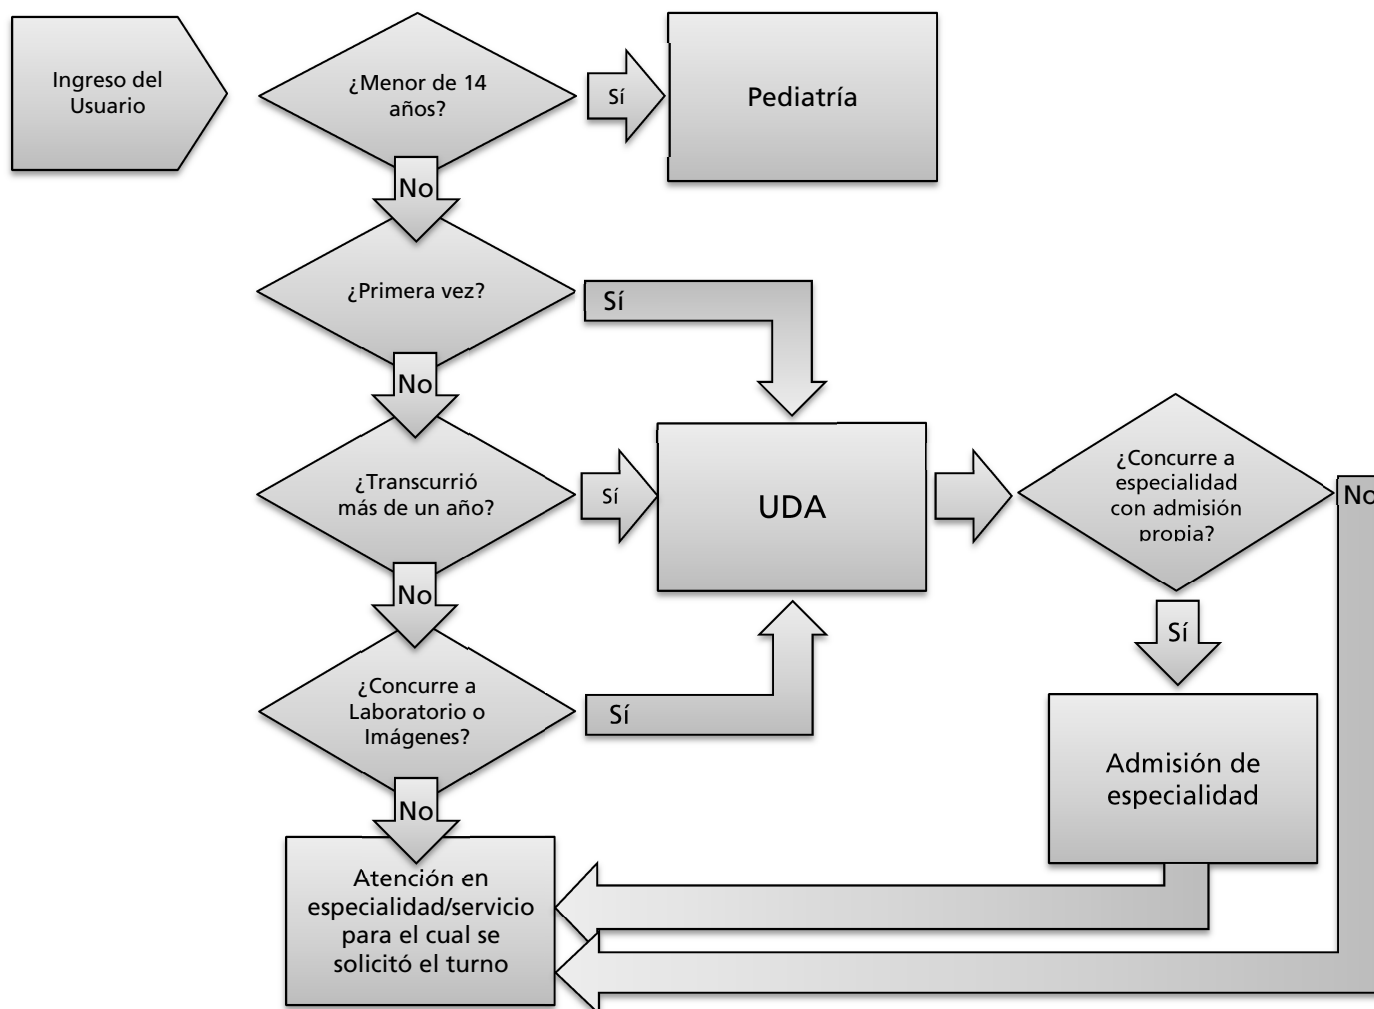 Ingreso del
Usuario
¿Menor de 14
años?
Sí
Pediatría
No
¿Primera vez?
Sí
No
¿Transcurrió
más de un año?
Sí
UDA
¿Concurre a
especialidad
con admisión
propia?
No
No
Sí
¿Concurre a
Laboratorio o
Imágenes?
Sí
Admisión de
especialidad
No
Atención en
especialidad/servicio
para el cual se
solicitó el turno